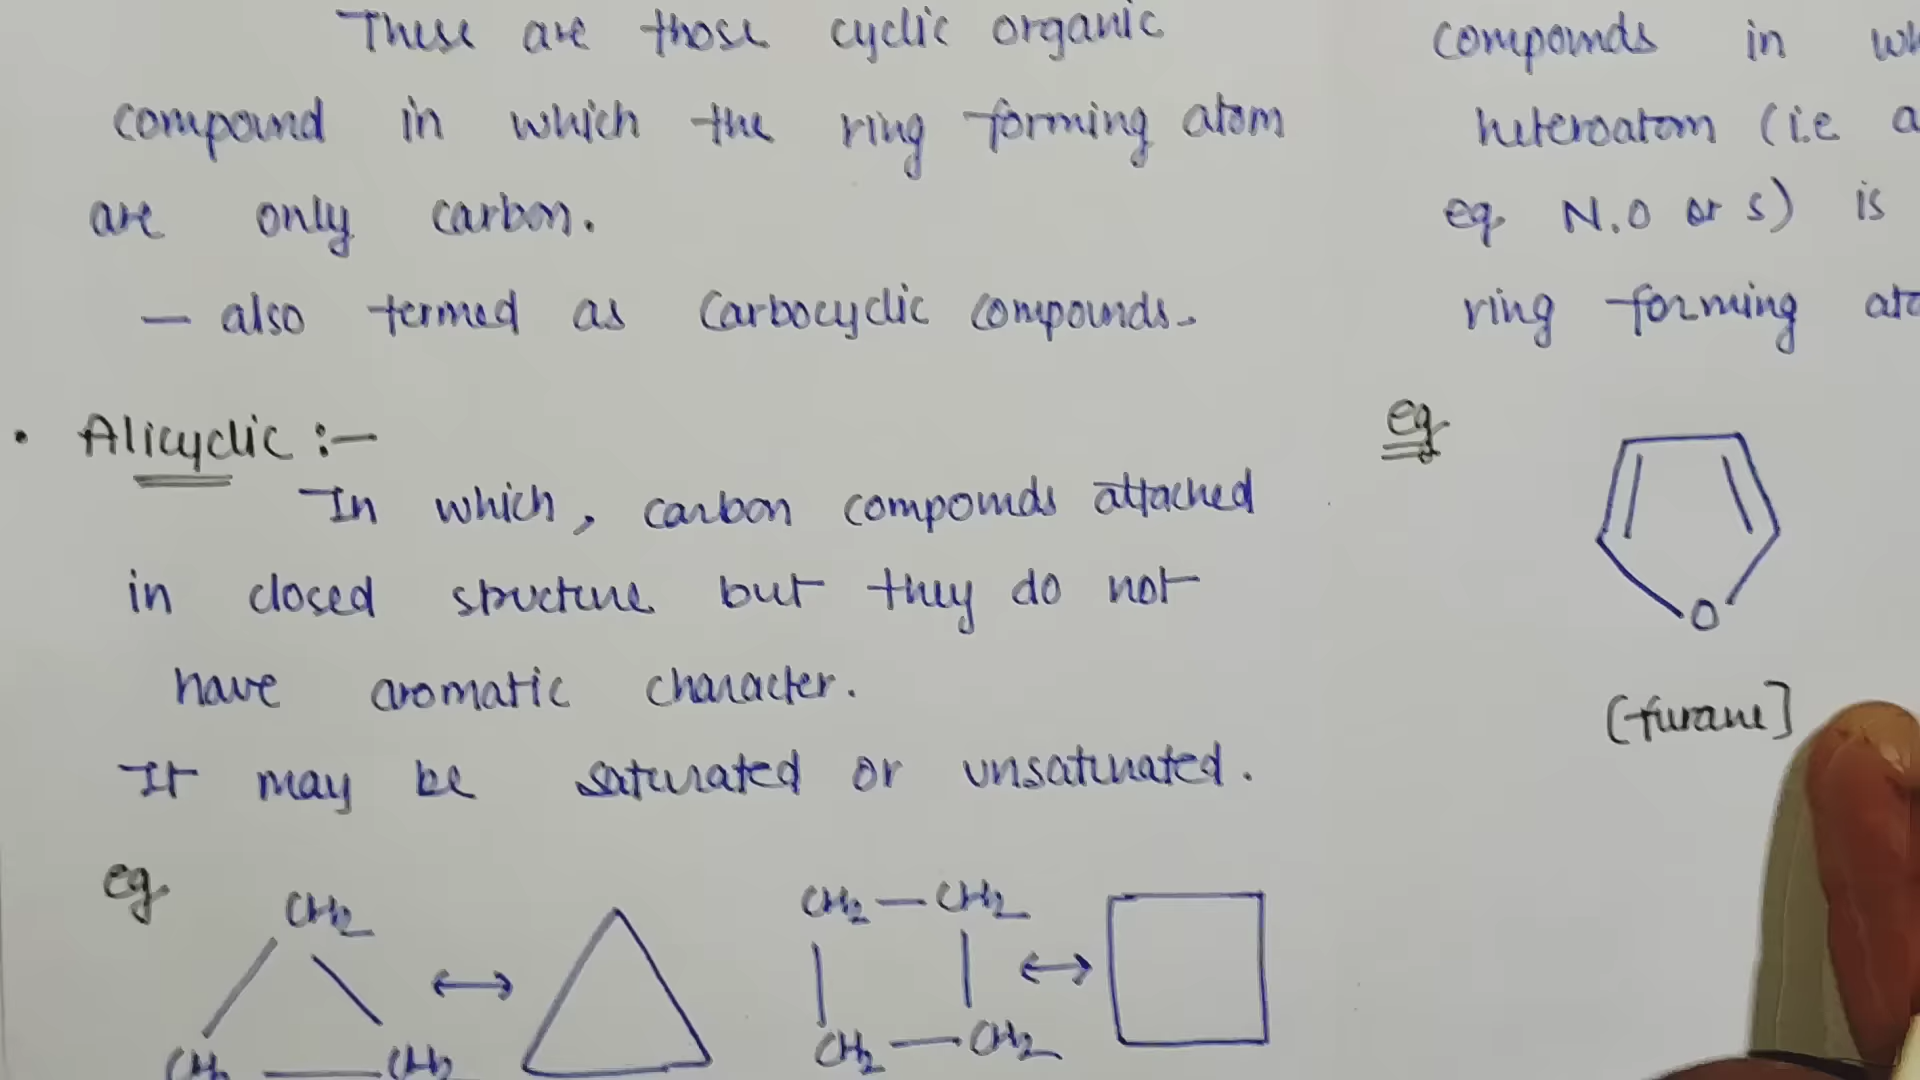 These are those cyclic organic
compound in which the ring forming atom
are only carbon.
— also termed as Carbocyclic compounds.
• Alicyclic :—
In which, carbon compounds attached
in closed structure but they do not
have aromatic character.
It may be saturated or unsaturated.
eg
CH2
CH2 CH2
CH2 — CH2
CH2 — CH2
compounds in
heteroatom (i.e
eg N.O or S) is
ring forming
eg
O
[furane]